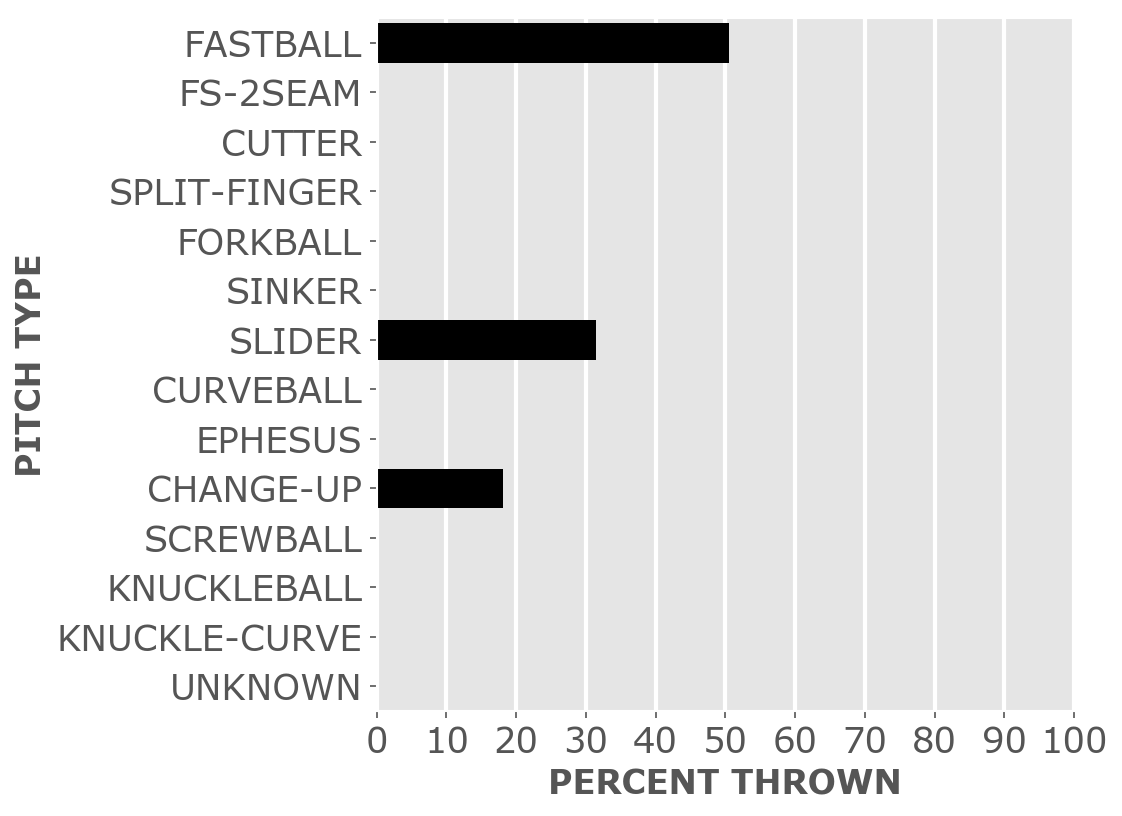 PITCH TYPE
FASTBALL
FS-2SEAM
CUTTER
SPLIT-FINGER
FORKBALL
SINKER
SLIDER
CURVEBALL
EPHESUS
CHANGE-UP
SCREWBALL
KNUCKLEBALL
KNUCKLE-CURVE
UNKNOWN
0 10 20 30 40 50 60 70 80 90 100
PERCENT THROWN